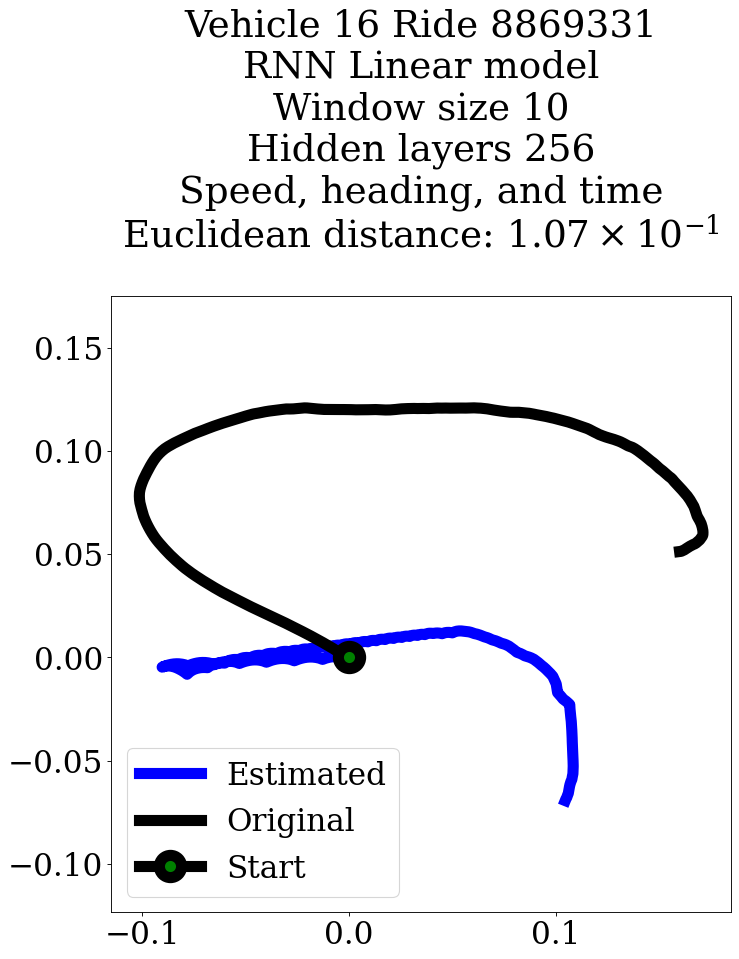 Vehicle 16 Ride 8869331
RNN Linear model
Window size 10
Hidden layers 256
Speed, heading, and time
Euclidean distance: 1.07 × 10⁻¹
0.15
0.10
0.05
0.00
−0.05
−0.10
Estimated
Original
Start
−0.1
0.0
0.1